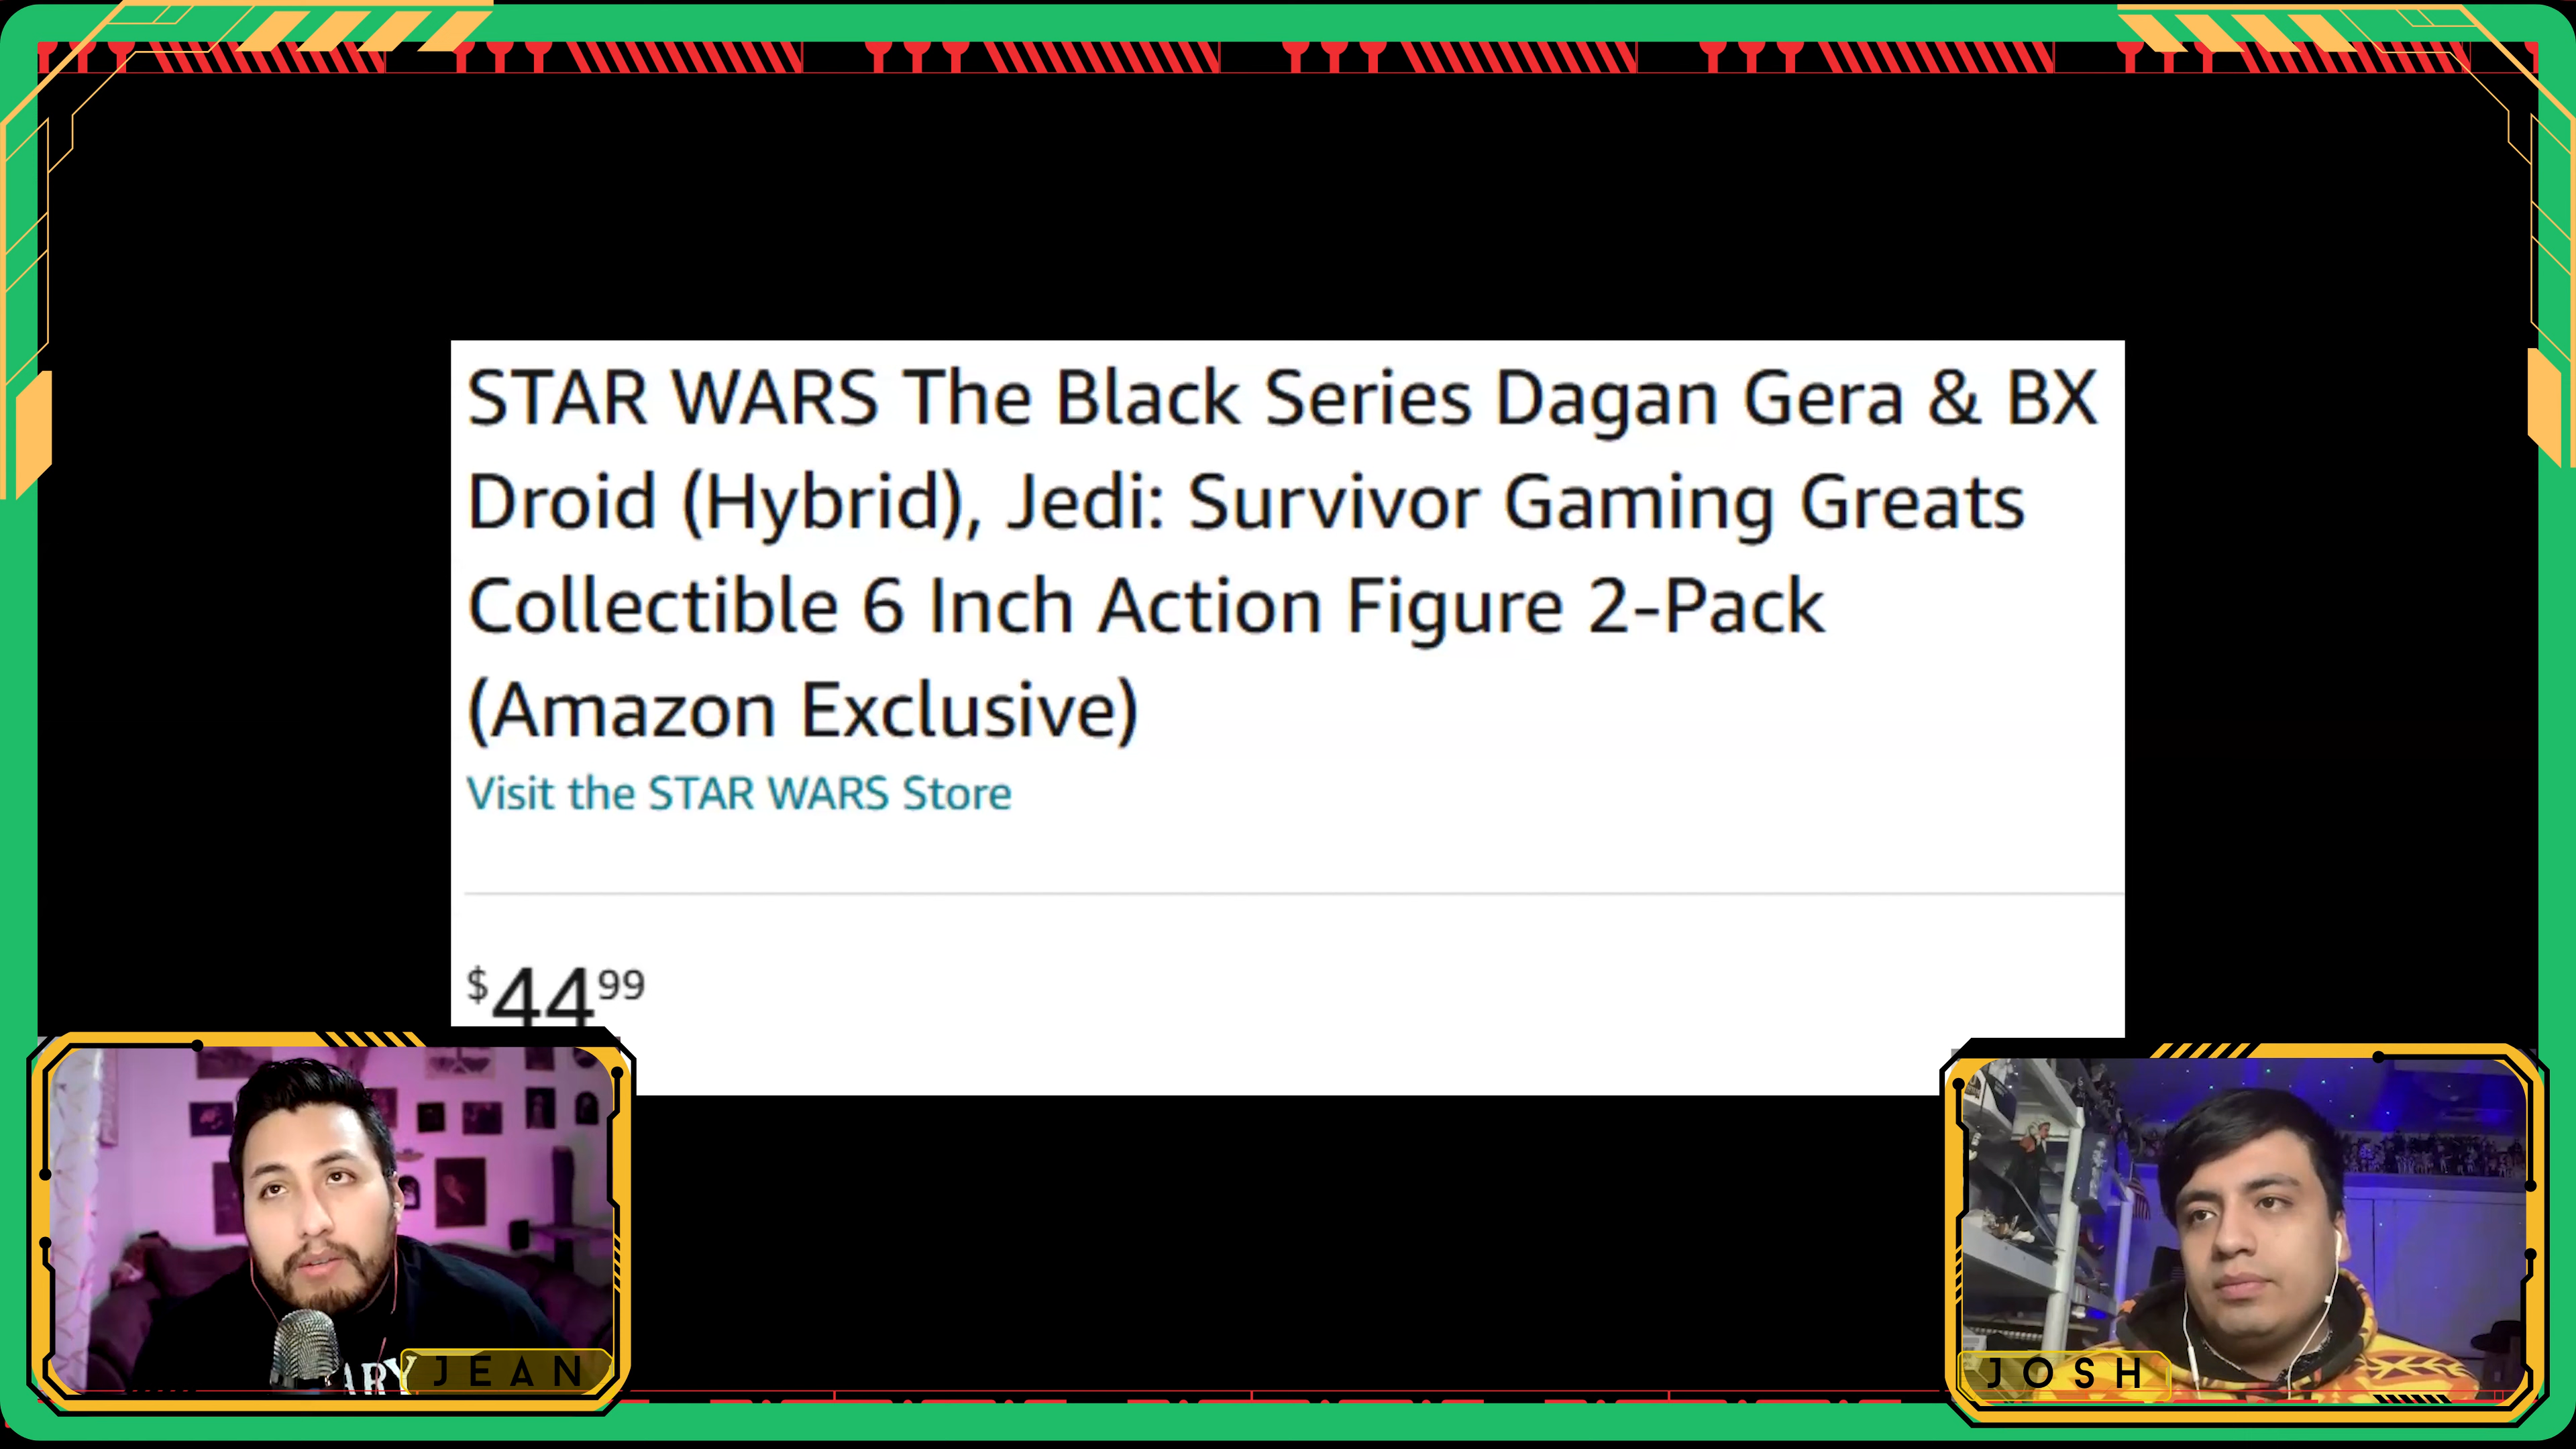 STAR WARS The Black Series Dagan Gera & BX
Droid (Hybrid), Jedi: Survivor Gaming Greats
Collectible 6 Inch Action Figure 2-Pack
(Amazon Exclusive)
Visit the STAR WARS Store
$44.99
ARY
JEAN
JOSH